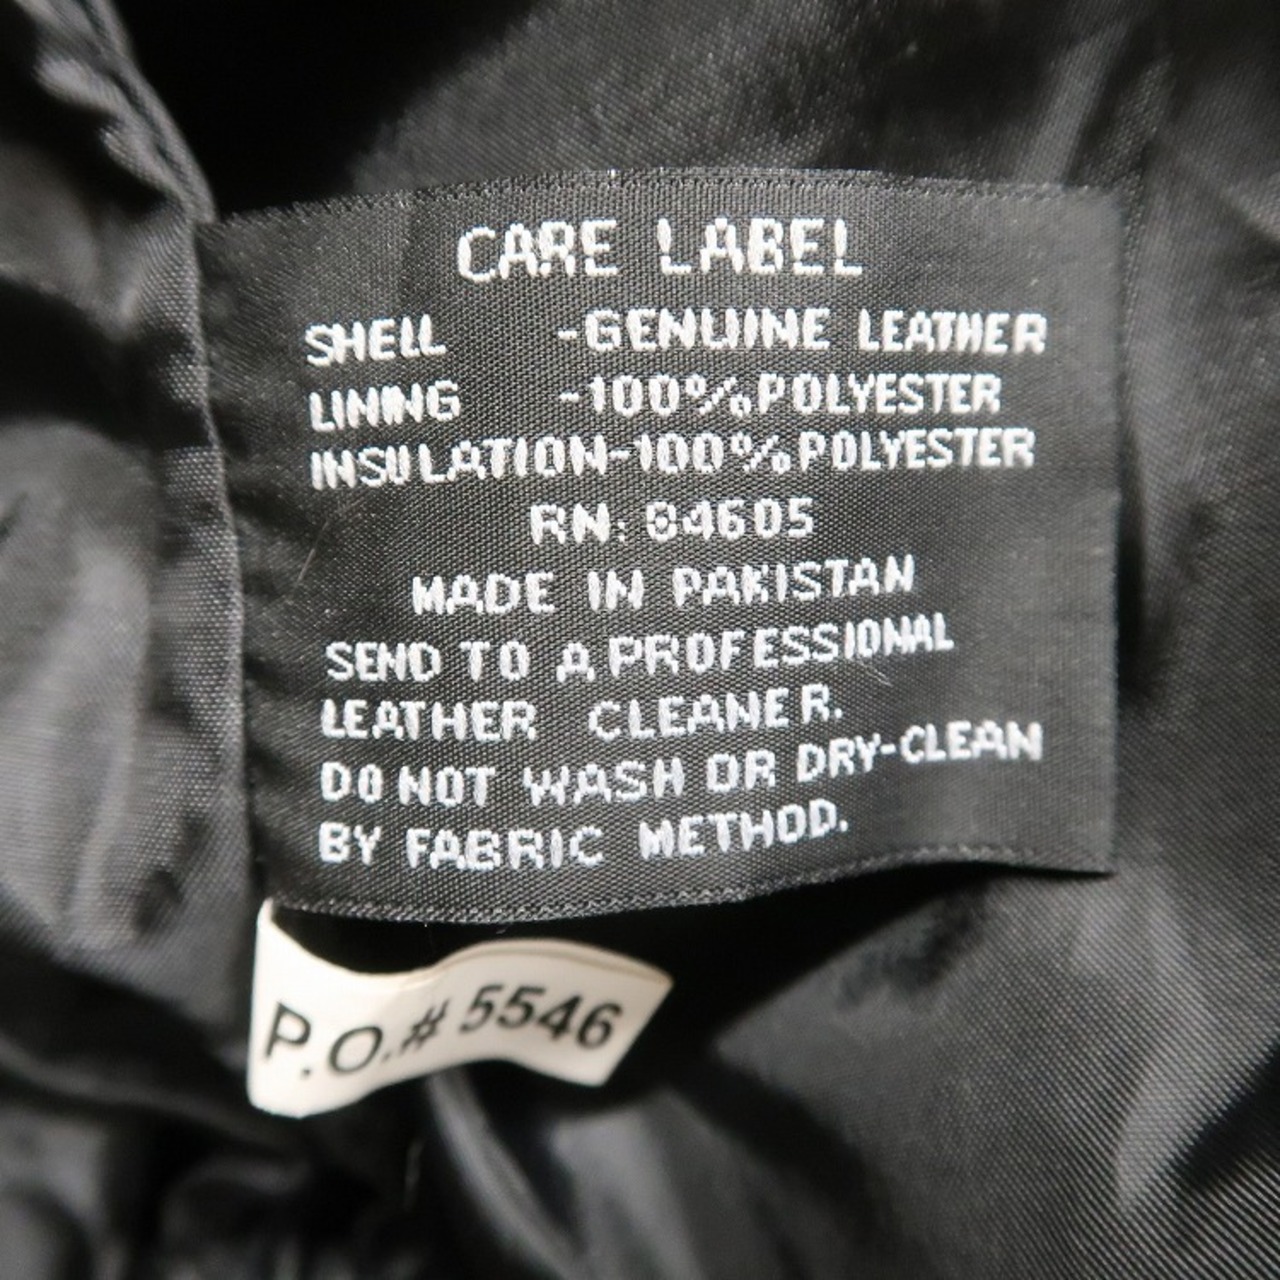 CARE LABEL
SHELL -GENUINE LEATHER
LINING -100%POLYESTER
INSULATION-100%POLYESTER
RN: 84605
MADE IN PAKISTAN
SEND TO A PROFESSIONAL
LEATHER CLEANER.
DO NOT WASH OR DRY-CLEAN
BY FABRIC METHOD.
P.O.# 5546